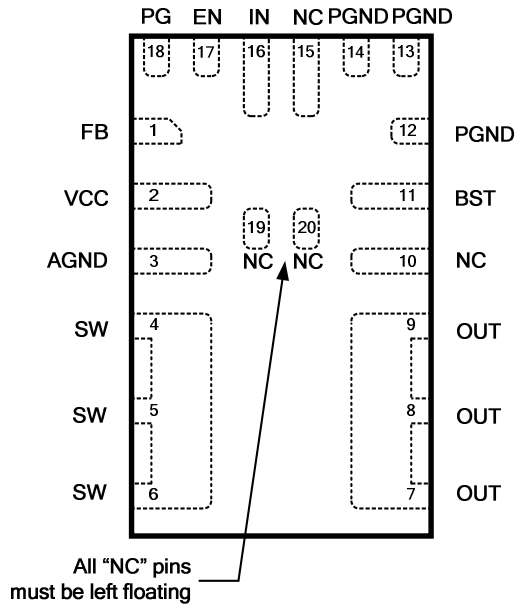 PG EN IN NC PGND PGND
18 17 16 15 14 13
FB 1 12 PGND
VCC 2 11 BST
19 20
AGND 3 NC NC 10 NC
SW 4 9 OUT
SW 5 8 OUT
SW 6 7 OUT
All “NC” pins
must be left floating